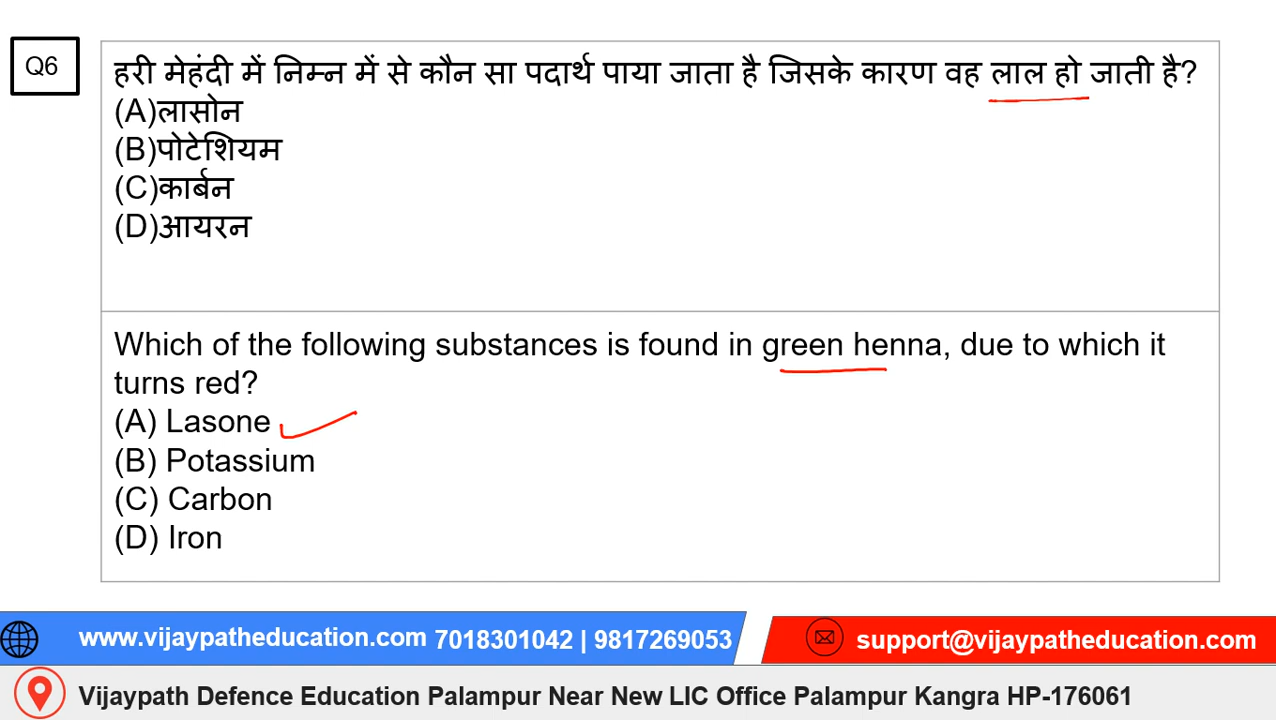 Q6
हरी मेहंदी में निम्न में से कौन सा पदार्थ पाया जाता है जिसके कारण वह लाल हो जाती है?
(A)लासोन
(B)पोटेशियम
(C)कार्बन
(D)आयरन
Which of the following substances is found in green henna, due to which it
turns red?
(A) Lasone
(B) Potassium
(C) Carbon
(D) Iron
www.vijaypatheducation.com 7018301042 | 9817269053
support@vijaypatheducation.com
Vijaypath Defence Education Palampur Near New LIC Office Palampur Kangra HP-176061